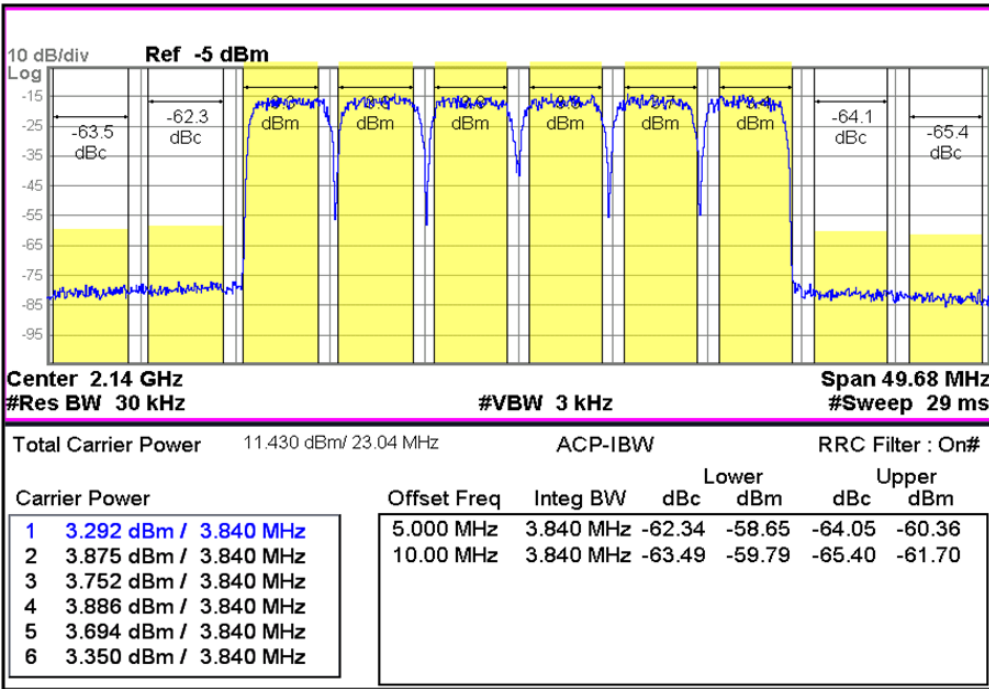 10 dB/div Ref -5 dBm
Log
-15
-25
-35
-45
-55
-65
-75
-85
-95
-63.5 dBc
-62.3 dBc
dBm
dBm
dBm
dBm
dBm
dBm
-64.1 dBc
-65.4 dBc
Center 2.14 GHz Span 49.68 MHz
#Res BW 30 kHz #VBW 3 kHz #Sweep 29 ms
Total Carrier Power 11.430 dBm/ 23.04 MHz ACP-IBW RRC Filter : On#
Lower Upper
Carrier Power Offset Freq Integ BW dBc dBm dBc dBm
1 3.292 dBm / 3.840 MHz 5.000 MHz 3.840 MHz -62.34 -58.65 -64.05 -60.36
2 3.875 dBm / 3.840 MHz 10.00 MHz 3.840 MHz -63.49 -59.79 -65.40 -61.70
3 3.752 dBm / 3.840 MHz
4 3.886 dBm / 3.840 MHz
5 3.694 dBm / 3.840 MHz
6 3.350 dBm / 3.840 MHz